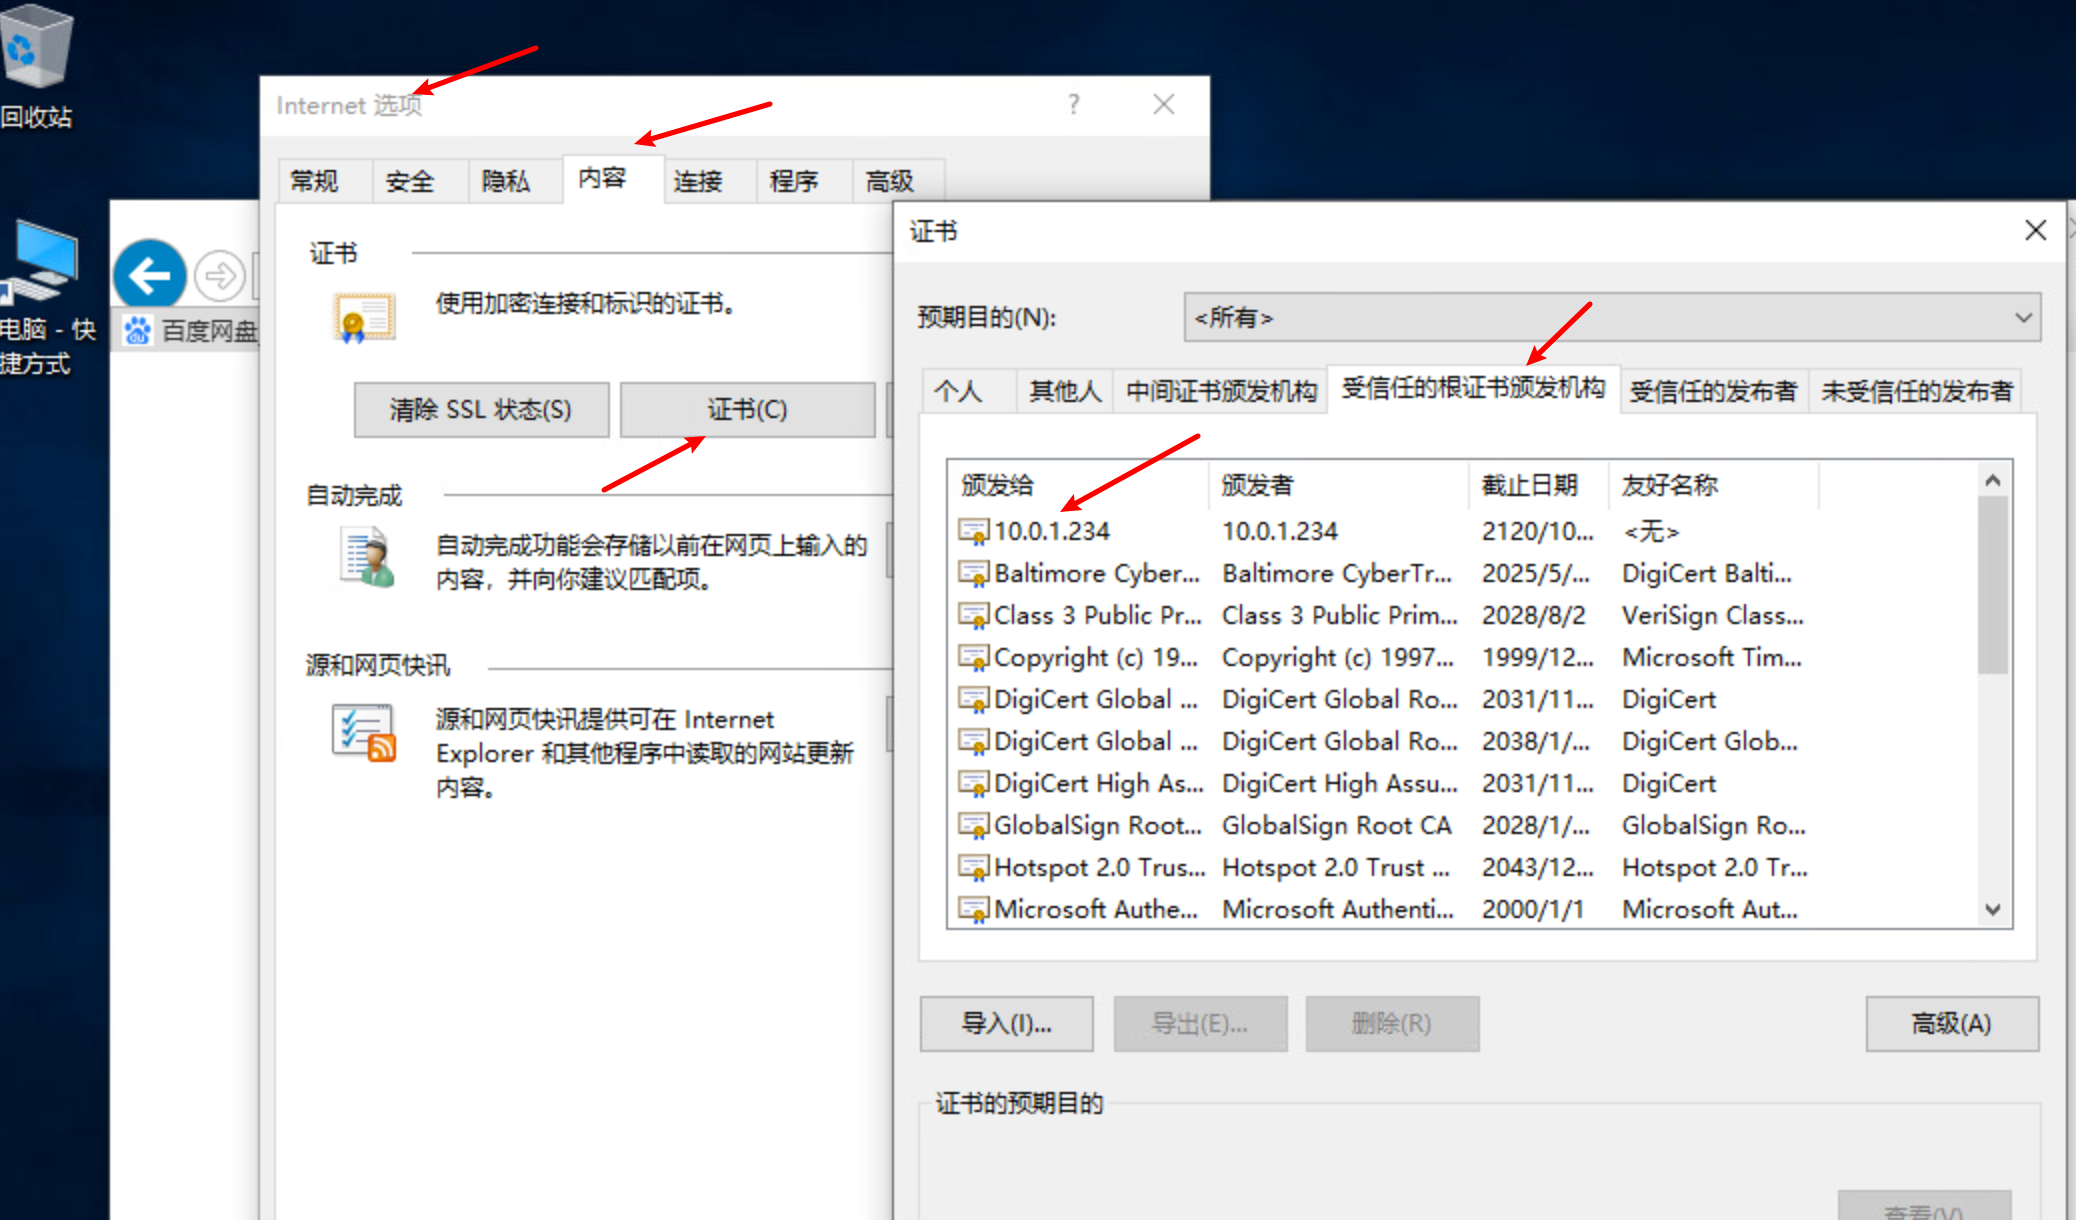 回收站
电脑 - 快
捷方式
百度网盘
Internet 选项
?
常规 安全 隐私 内容 连接 程序 高级
证书
使用加密连接和标识的证书。
清除 SSL 状态(S) 证书(C)
自动完成
自动完成功能会存储以前在网页上输入的
内容，并向你建议匹配项。
源和网页快讯
源和网页快讯提供可在 Internet
Explorer 和其他程序中读取的网站更新
内容。
证书
预期目的(N): <所有>
个人 其他人 中间证书颁发机构 受信任的根证书颁发机构 受信任的发布者 未受信任的发布者
颁发给 颁发者 截止日期 友好名称
10.0.1.234 10.0.1.234 2120/10... <无>
Baltimore Cyber... Baltimore CyberTr... 2025/5/... DigiCert Balti...
Class 3 Public Pr... Class 3 Public Prim... 2028/8/2 VeriSign Class...
Copyright (c) 19... Copyright (c) 1997... 1999/12... Microsoft Tim...
DigiCert Global ... DigiCert Global Ro... 2031/11... DigiCert
DigiCert Global ... DigiCert Global Ro... 2038/1/... DigiCert Glob...
DigiCert High As... DigiCert High Assu... 2031/11... DigiCert
GlobalSign Root... GlobalSign Root CA 2028/1/... GlobalSign Ro...
Hotspot 2.0 Trus... Hotspot 2.0 Trust ... 2043/12... Hotspot 2.0 Tr...
Microsoft Authe... Microsoft Authenti... 2000/1/1 Microsoft Aut...
导入(I)... 导出(E)... 删除(R) 高级(A)
证书的预期目的
查看(V)